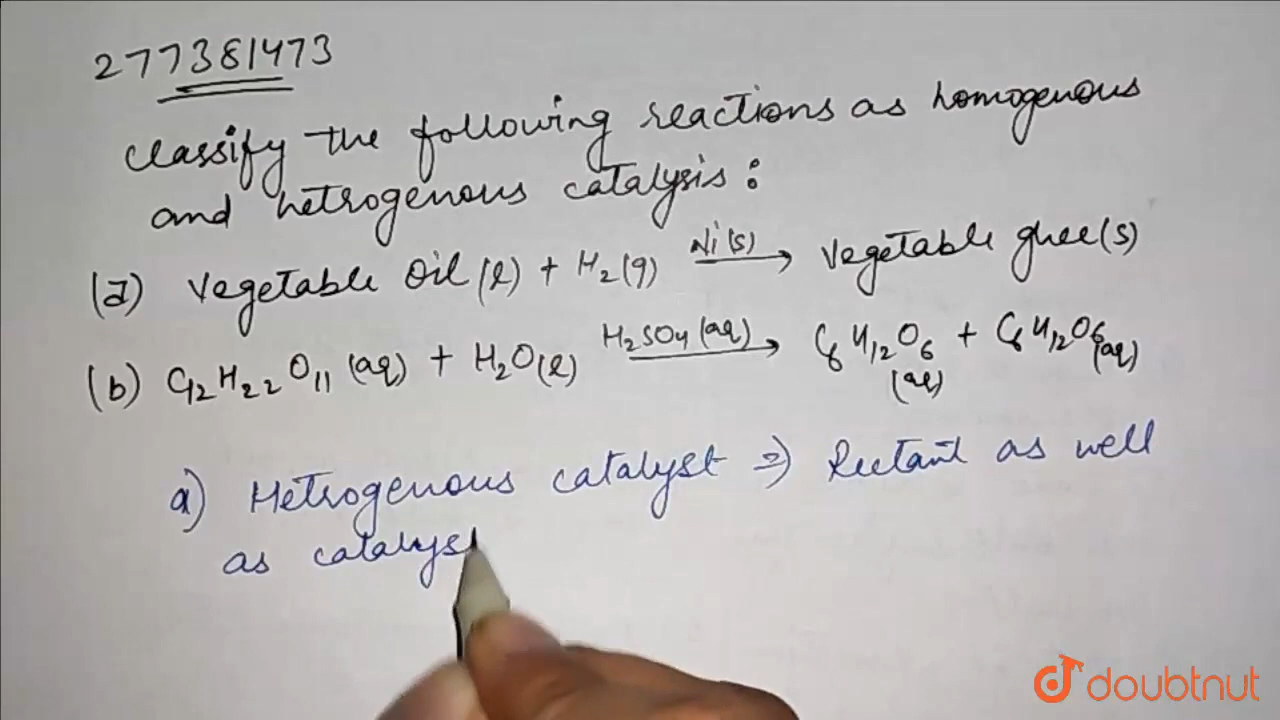 277381473
classify the following reactions as homogenous
and hetrogenous catalysis:
(a) Vegetable Oil (l) + H2 (g) Ni(s) → Vegetable ghee(s)
(b) C12H22O11 (aq) + H2O(l) H2SO4 (aq) → C6H12O6 (aq) + C6H12O6 (aq)
a) Hetrogenous catalyst ⇒ Rectant as well
as catalyst
doubtnut